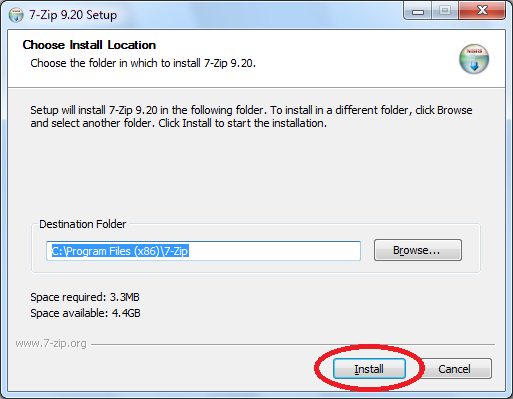 7-Zip 9.20 Setup
Choose Install Location
Choose the folder in which to install 7-Zip 9.20.
Setup will install 7-Zip 9.20 in the following folder. To install in a different folder, click Browse
and select another folder. Click Install to start the installation.
Destination Folder
C:\Program Files (x86)\7-Zip
Browse...
Space required: 3.3MB
Space available: 4.4GB
www.7-zip.org
Install
Cancel